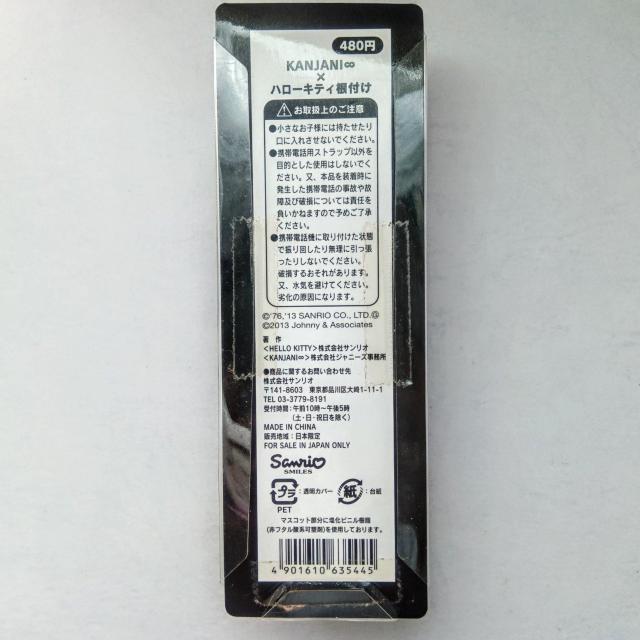 480円
KANJANI∞
×
ハローキティ根付け
⚠お取扱上のご注意
●小さなお子様には持たせたり
口に入れさせないでください。
●携帯電話用ストラップ以外を
目的とした使用はしないでく
ださい。又、本品を装着時に
発生した携帯電話の事故や故
障及び破損については責任を
負いかねますので予めご了承
ください。
●携帯電話機に取り付けた状態
で振り回したり無理に引っ張
ったりしないでください。
破損するおそれがあります。
又、水気を避けてください。
劣化の原因になります。
©'76,'13 SANRIO CO., LTD.Ⓐ
©2013 Johnny & Associates
著 作
<HELLO KITTY>株式会社サンリオ
<KANJANI∞>株式会社ジャニーズ事務所
●商品に関するお問い合わせ先
株式会社サンリオ
〒141-8603 東京都品川区大崎1-11-1
TEL 03-3779-8191
受付時間:午前10時~午後5時
(土・日・祝日を除く)
MADE IN CHINA
販売地域:日本限定
FOR SALE IN JAPAN ONLY
Sanrio
SMILES
プラ :透明カバー 紙 :台紙
PET
マスコット部分に塩化ビニル樹脂
(非フタル酸系可塑剤)を使用しております。
4 901610 635445